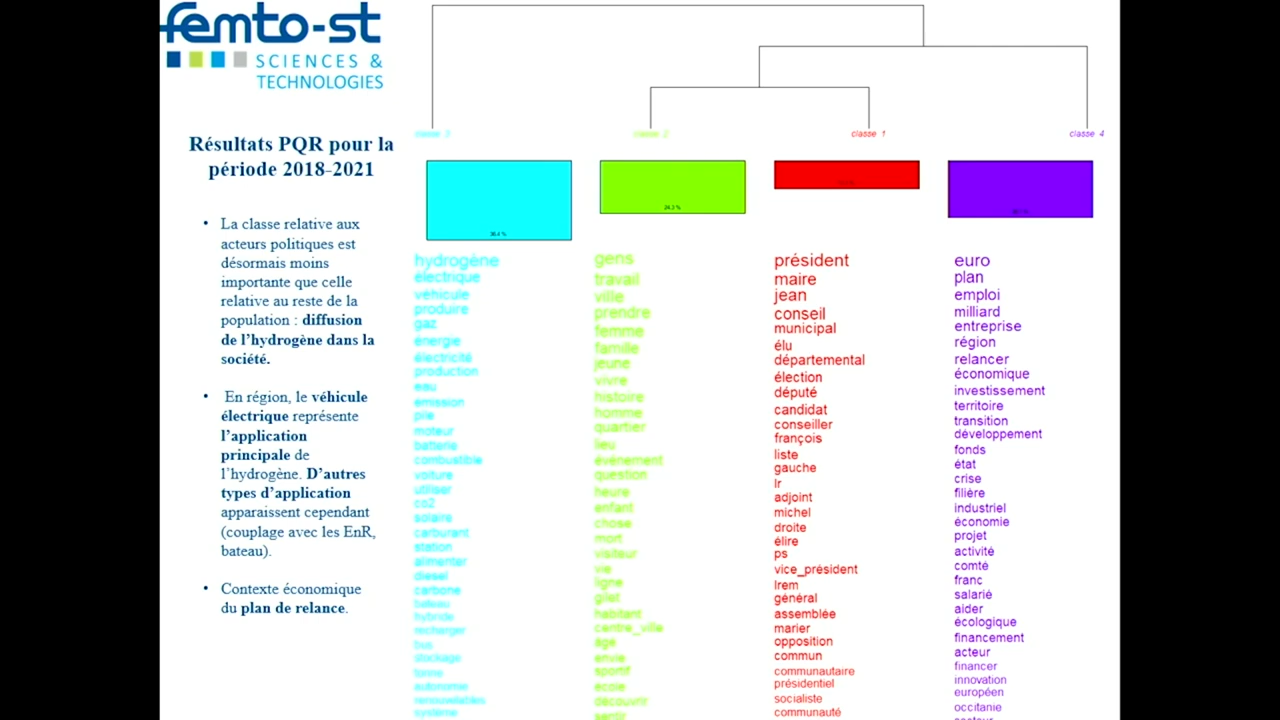 femto-st
SCIENCES &
TECHNOLOGIES
Résultats PQR pour la
période 2018-2021
• La classe relative aux
acteurs politiques est
désormais moins
importante que celle
relative au reste de la
population : diffusion
de l'hydrogène dans la
société.
• En région, le véhicule
électrique représente
l'application
principale de
l'hydrogène. D'autres
types d'application
apparaissent cependant
(couplage avec les EnR,
bateau).
• Contexte économique
du plan de relance.
classe 3
classe 2
classe 1
classe 4
24.3 %
hydrogène
électrique
véhicule
produire
gaz
énergie
électricité
production
eau
émission
pile
moteur
batterie
combustible
voiture
utiliser
co2
solaire
carburant
station
alimenter
diesel
carbone
bateau
hybride
recharger
bus
stockage
tonne
autonomie
renouvelables
système
gens
travail
ville
prendre
femme
famille
jeune
vivre
histoire
homme
quartier
lieu
événement
question
heure
enfant
chose
mort
visiteur
vie
ligne
gilet
habitant
centre_ville
âge
envie
sportif
école
découvrir
sentir
président
maire
jean
conseil
municipal
élu
départemental
élection
député
candidat
conseiller
françois
liste
gauche
lr
adjoint
michel
droite
élire
ps
vice_président
lrem
général
assemblée
marier
opposition
commun
communautaire
présidentiel
socialiste
communauté
euro
plan
emploi
milliard
entreprise
région
relancer
économique
investissement
territoire
transition
développement
fonds
état
crise
filière
industriel
économie
projet
activité
comté
franc
salarié
aider
écologique
financement
acteur
financer
innovation
européen
occitanie